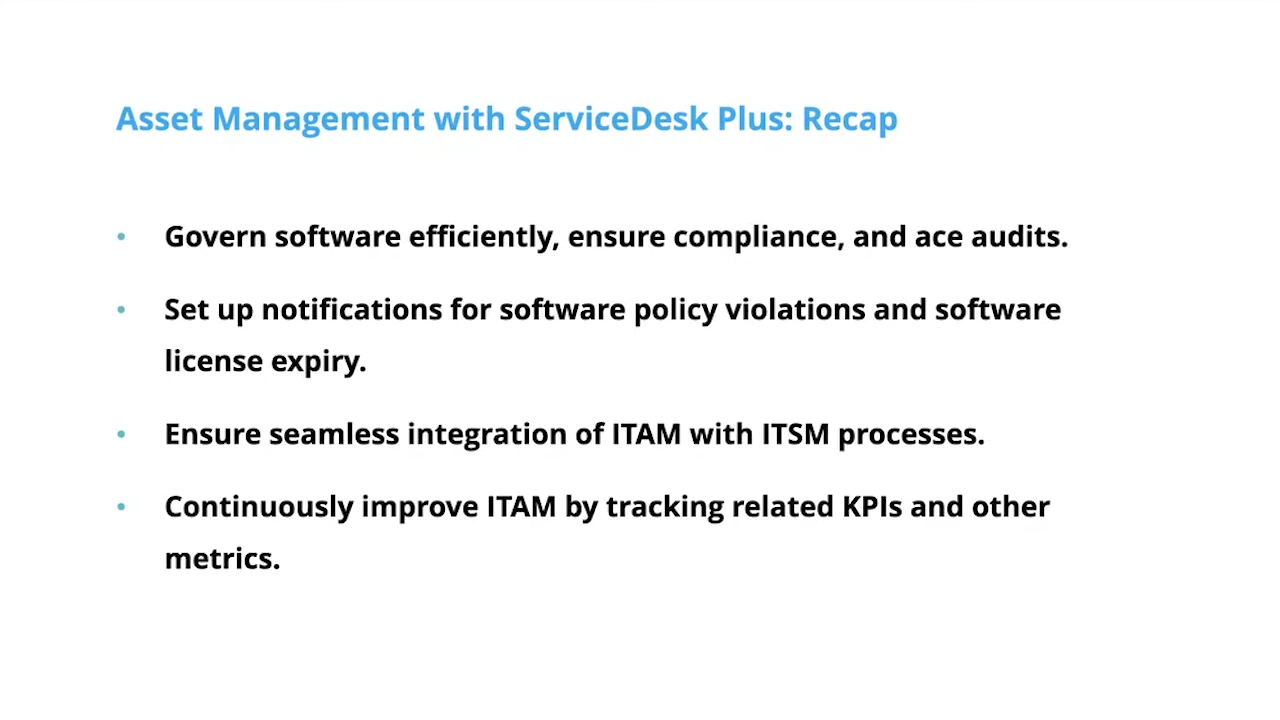 Asset Management with ServiceDesk Plus: Recap
• Govern software efficiently, ensure compliance, and ace audits.
• Set up notifications for software policy violations and software
license expiry.
• Ensure seamless integration of ITAM with ITSM processes.
• Continuously improve ITAM by tracking related KPIs and other
metrics.